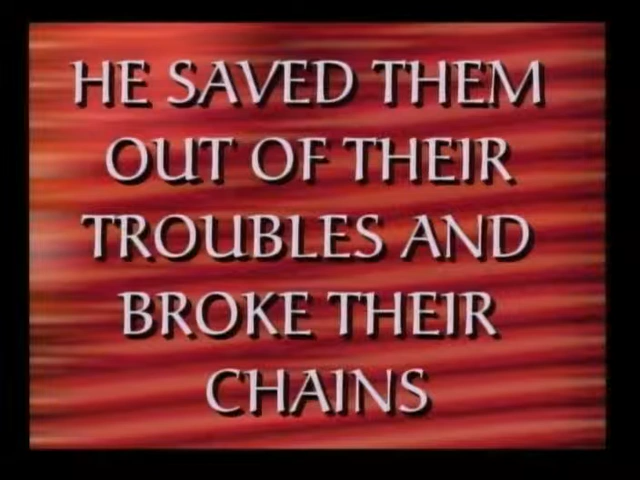 HE SAVED THEM
OUT OF THEIR
TROUBLES AND
BROKE THEIR
CHAINS